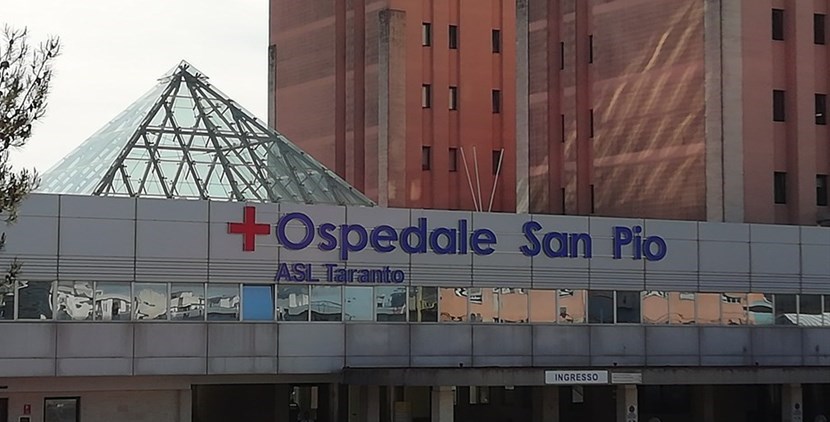 Ospedale San Pio
ASL Taranto
INGRESSO